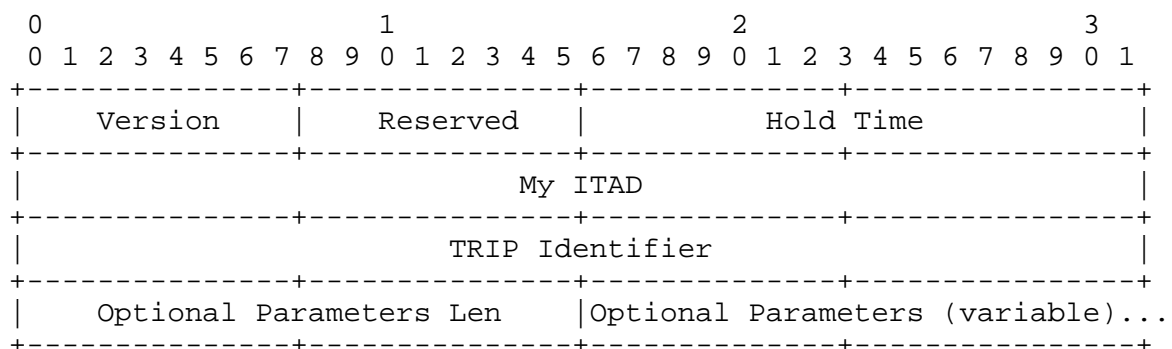 0                   1                   2                   3
0 1 2 3 4 5 6 7 8 9 0 1 2 3 4 5 6 7 8 9 0 1 2 3 4 5 6 7 8 9 0 1
+---------------+---------------+--------------+----------------+
|    Version    |   Reserved    |          Hold Time            |
+---------------+---------------+--------------+----------------+
|                            My ITAD                            |
+---------------+---------------+--------------+----------------+
|                        TRIP Identifier                        |
+---------------+---------------+--------------+----------------+
|    Optional Parameters Len    |Optional Parameters (variable)...
+---------------+---------------+--------------+----------------+